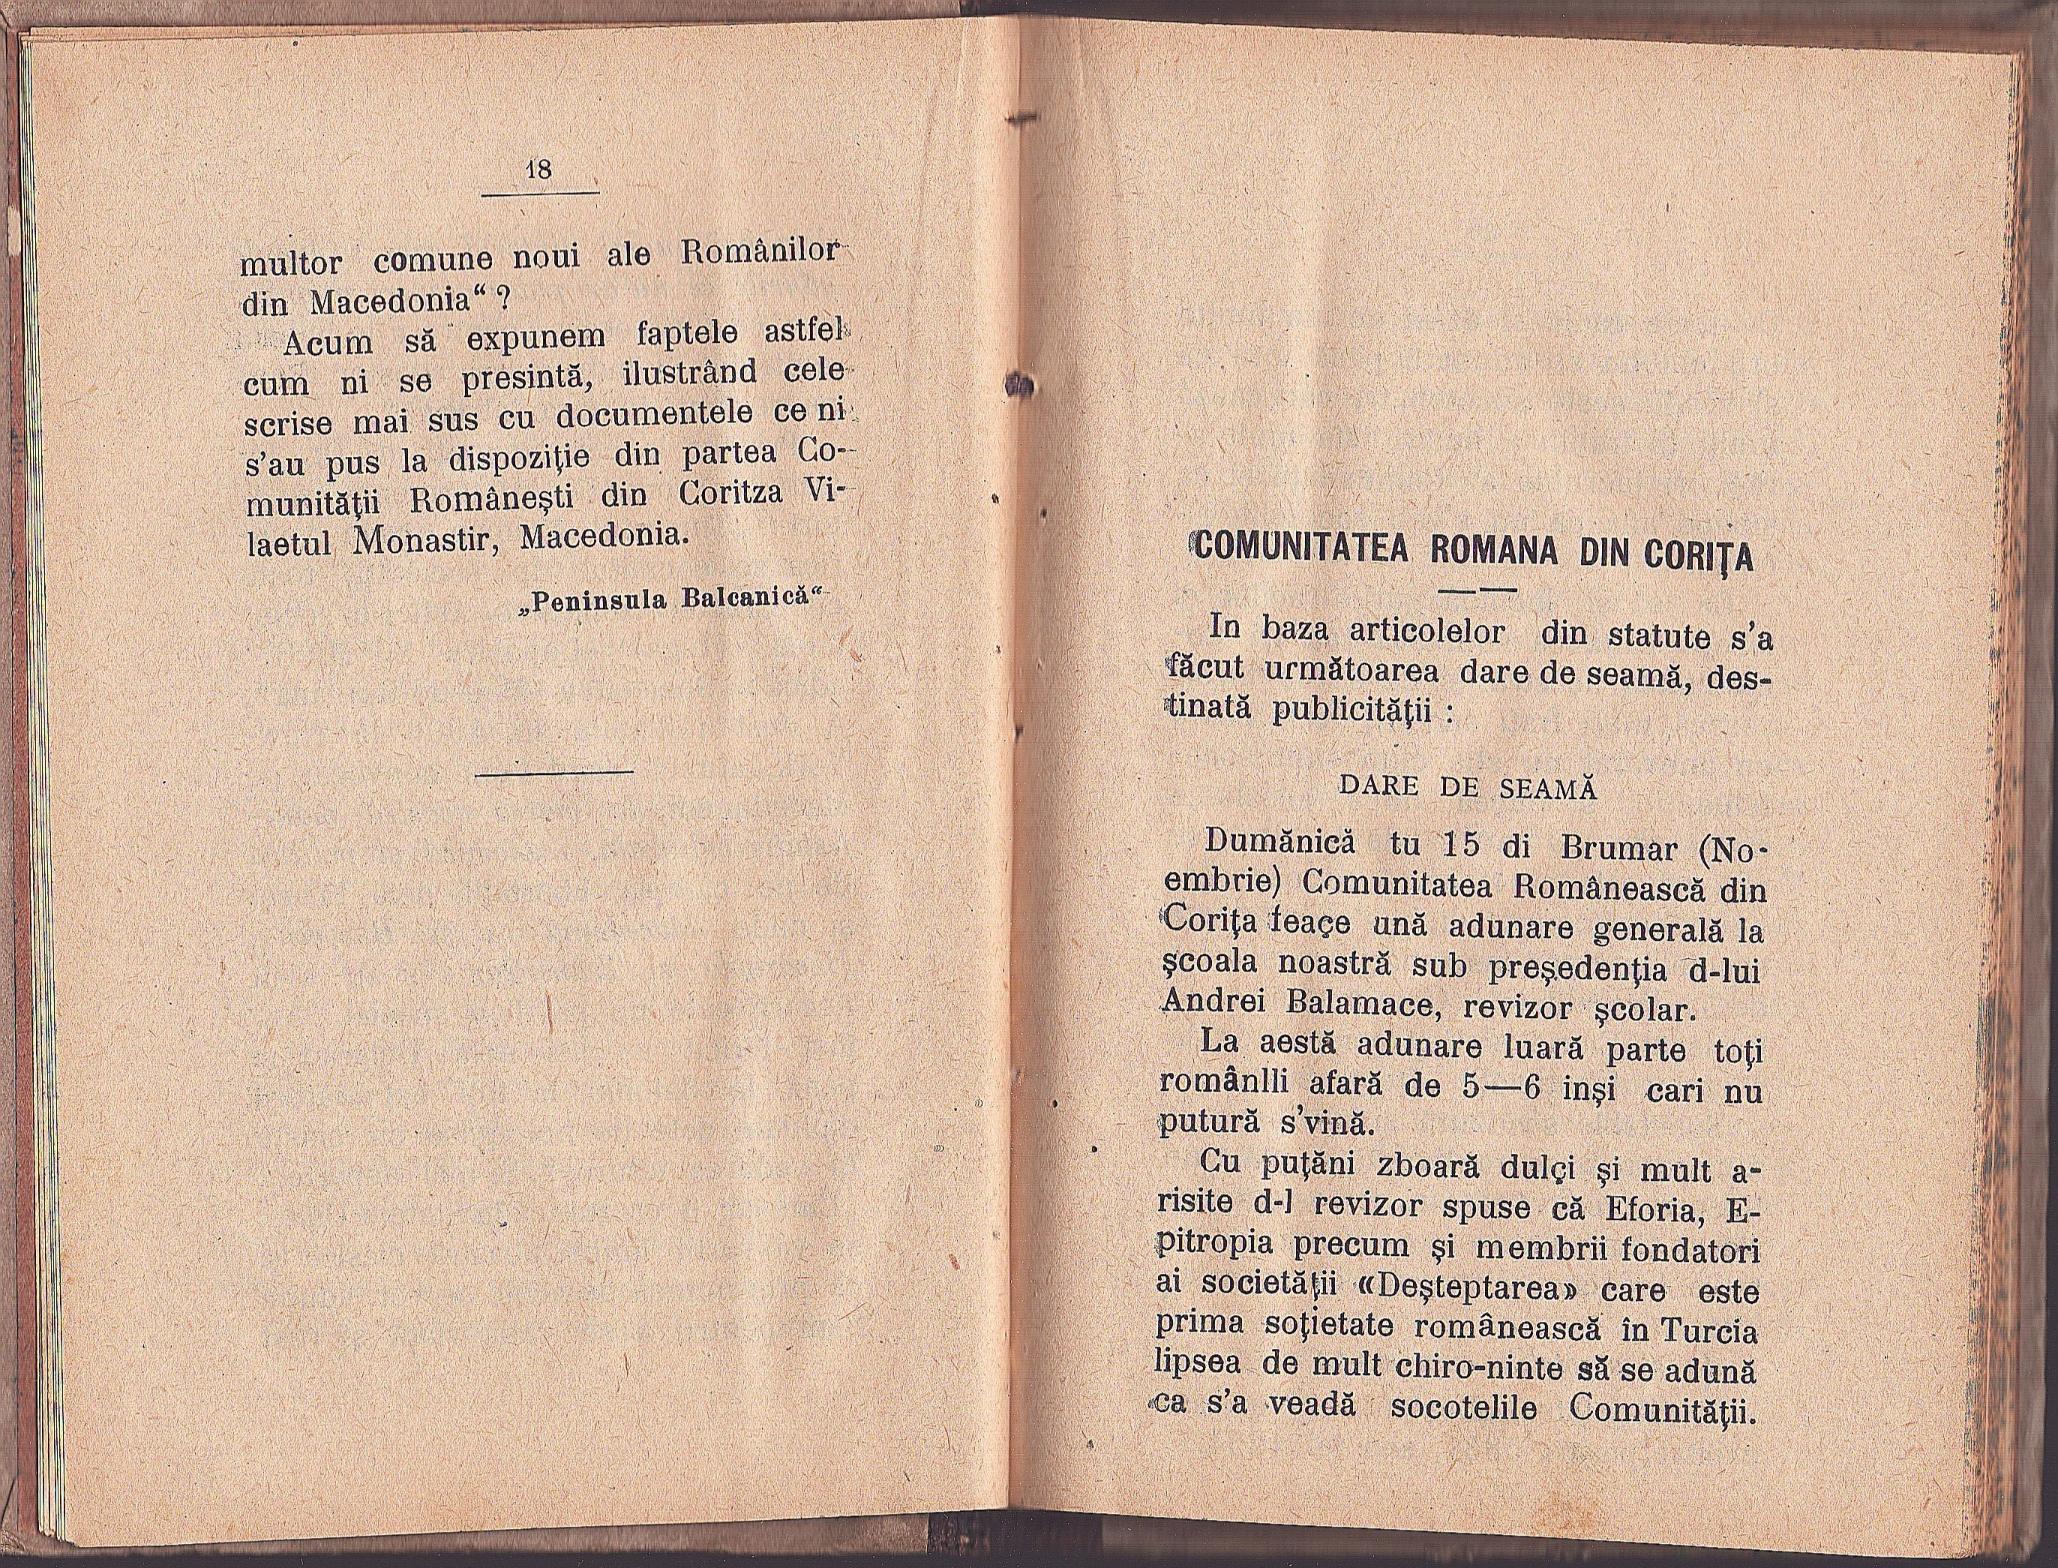 18
multor comune noui ale Românilor
din Macedonia“ ?
Acum să expunem faptele astfel
cum ni se presintă, ilustrând cele
scrise mai sus cu documentele ce ni
s'au pus la dispoziţie din partea Co-
munităţii Româneşti din Coritza Vi-
laetul Monastir, Macedonia.
„Peninsula Balcanică“
COMUNITATEA ROMANA DIN CORIŢA
In baza articolelor din statute s'a
făcut următoarea dare de seamă, des-
tinată publicităţii :
DARE DE SEAMĂ
Dumănică tu 15 di Brumar (No-
embrie) Comunitatea Românească din
Coriţa feaçe ună adunare generală la
şcoala noastră sub preşedenţia d-lui
Andrei Balamace, revizor şcolar.
La aestă adunare luară parte toţi
românlli afară de 5—6 inşi cari nu
putură s'vină.
Cu puţăni zboară dulçi şi mult a-
risite d-l revizor spuse că Eforia, E-
pitropia precum şi membrii fondatori
ai societăţii «Deşteptarea» care este
prima soţietate românească în Turcia
lipsea de mult chiro-ninte să se adună
ca s'a veadă socotelile Comunităţii.